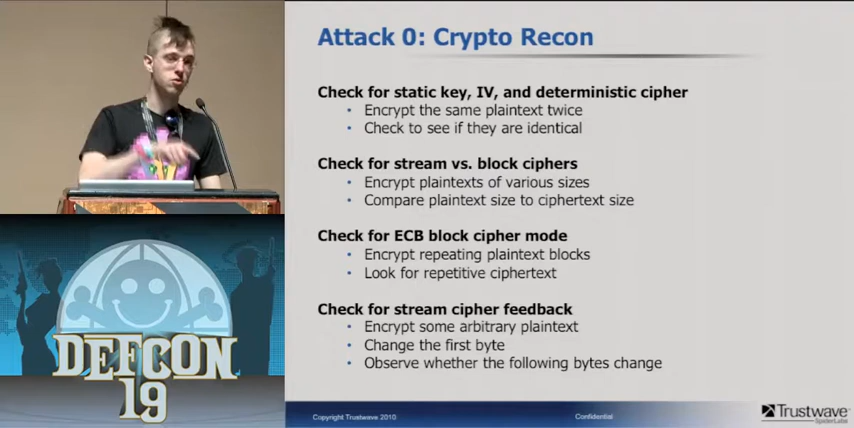 Attack 0: Crypto Recon
Check for static key, IV, and deterministic cipher
• Encrypt the same plaintext twice
• Check to see if they are identical
Check for stream vs. block ciphers
• Encrypt plaintexts of various sizes
• Compare plaintext size to ciphertext size
Check for ECB block cipher mode
• Encrypt repeating plaintext blocks
• Look for repetitive ciphertext
Check for stream cipher feedback
• Encrypt some arbitrary plaintext
• Change the first byte
• Observe whether the following bytes change
DEFCON
19
Copyright Trustwave 2010
Confidential
Trustwave
SpiderLabs